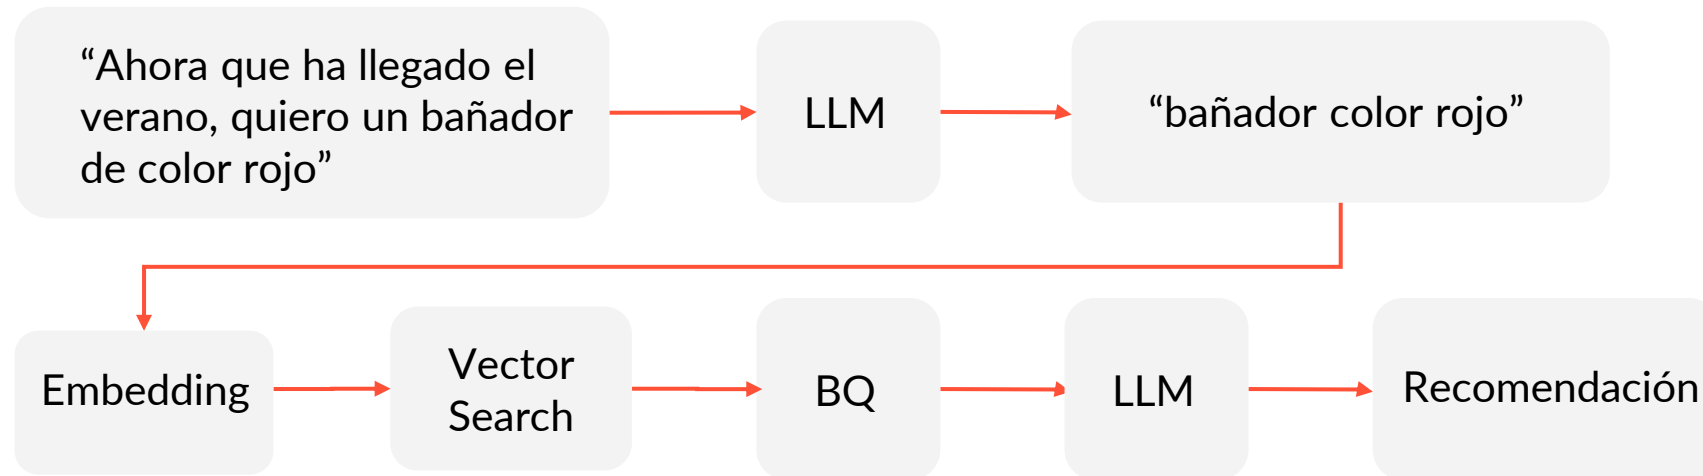 “Ahora que ha llegado el
verano, quiero un bañador
de color rojo”
LLM
“bañador color rojo”
Embedding
Vector
Search
BQ
LLM
Recomendación